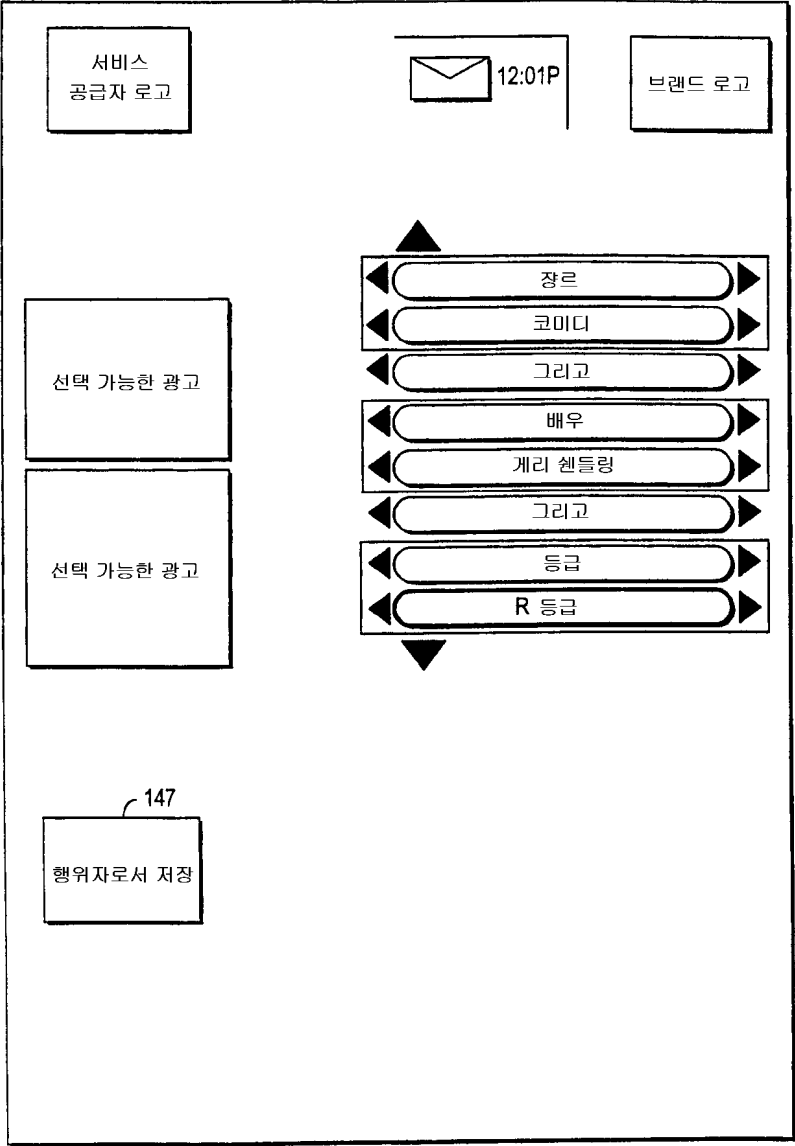 서비스
공급자 로고
12:01P
브랜드 로고
쟝르
코미디
그리고
배우
게리 쉔들링
그리고
등급
R 등급
선택 가능한 광고
선택 가능한 광고
147
행위자로서 저장